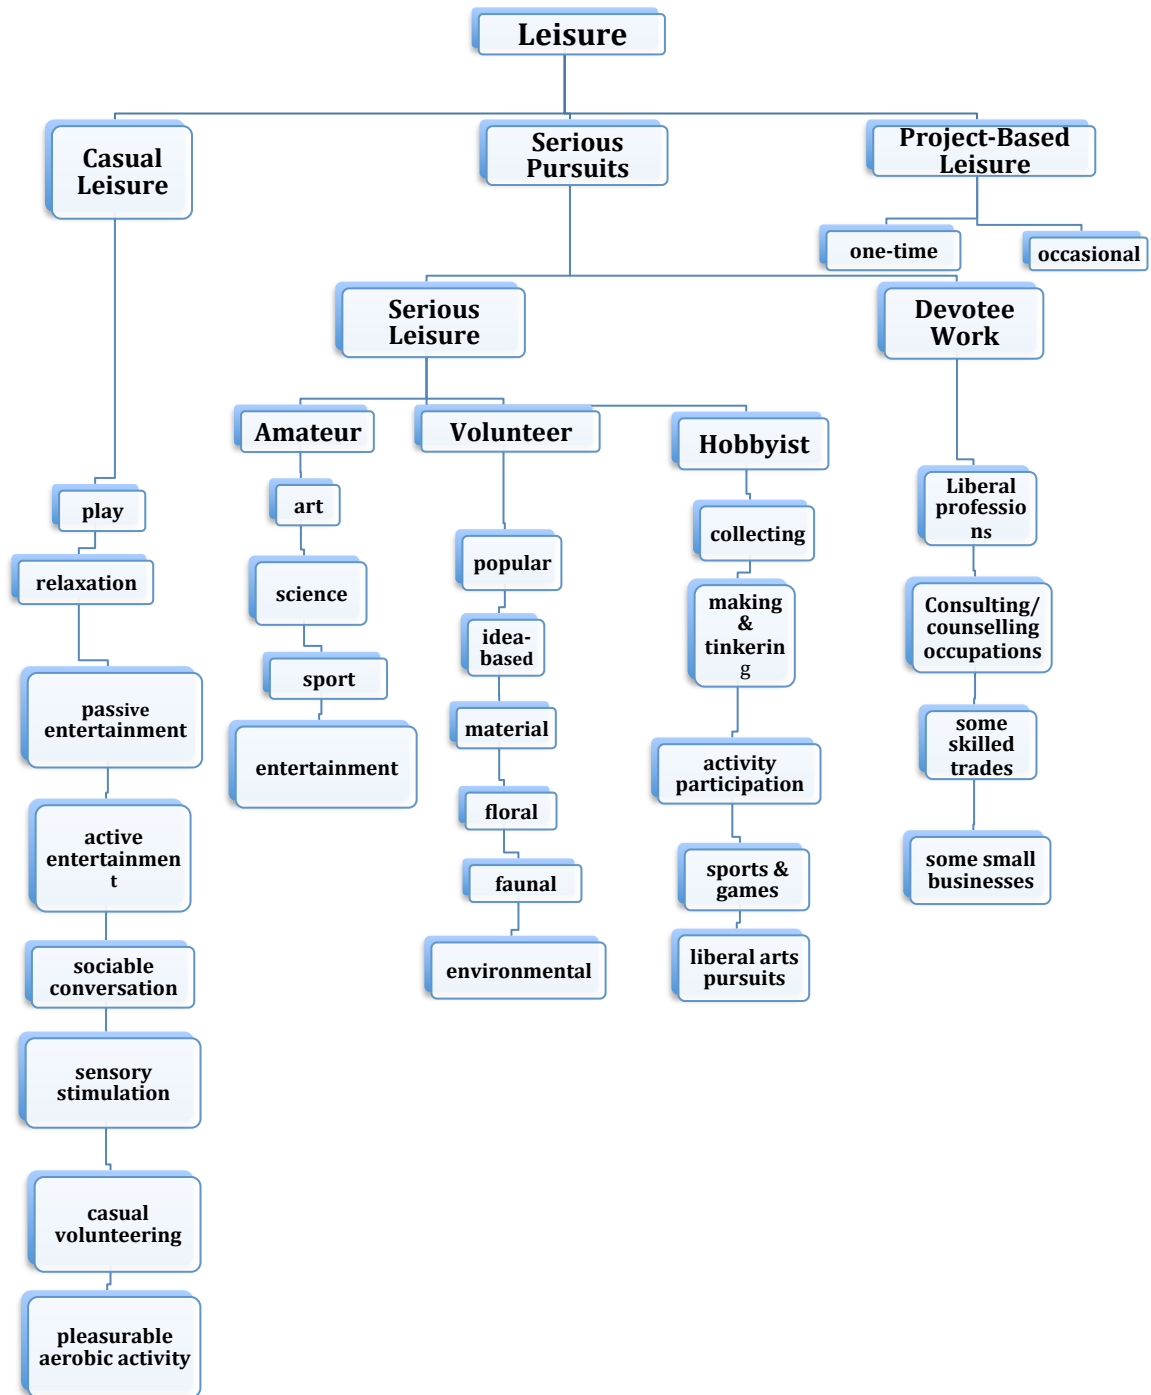 Leisure
Casual
Leisure
Serious
Pursuits
Project-Based
Leisure
one-time
occasional
Serious
Leisure
Devotee
Work
Amateur
Volunteer
Hobbyist
play
relaxation
passive
entertainment
active
entertainmen
t
sociable
conversation
sensory
stimulation
casual
volunteering
pleasurable
aerobic activity
art
science
sport
entertainment
popular
idea-
based
material
floral
faunal
environmental
collecting
making
&
tinkerin
g
activity
participation
sports &
games
liberal arts
pursuits
Liberal
professio
ns
Consulting/
counselling
occupations
some
skilled
trades
some small
businesses